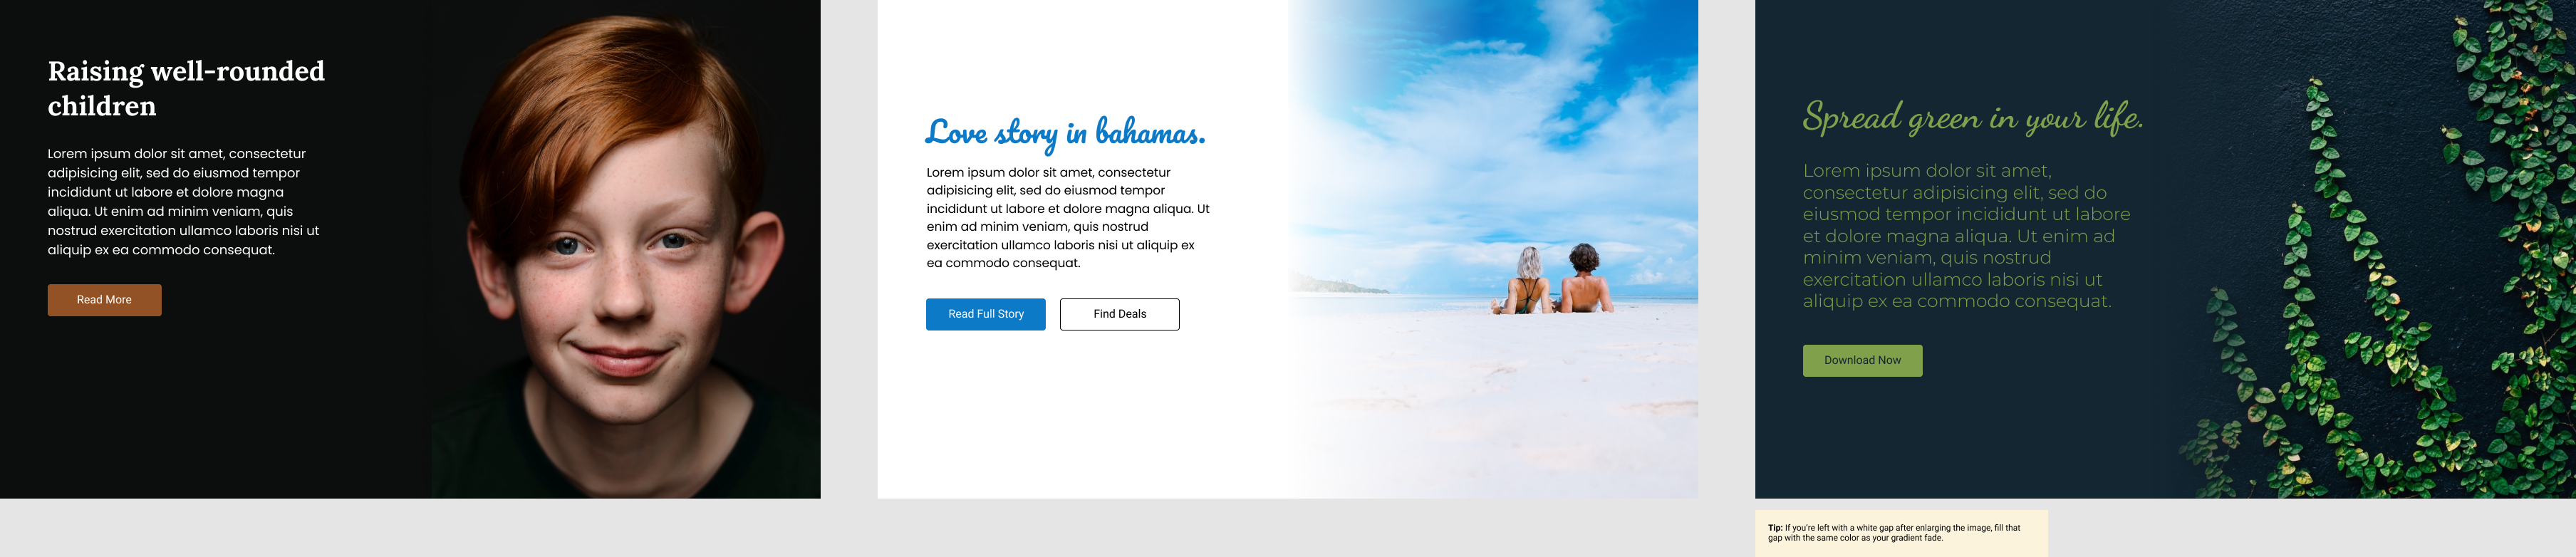 Raising well-rounded
children
Lorem ipsum dolor sit amet, consectetur
adipisicing elit, sed do eiusmod tempor
incididunt ut labore et dolore magna
aliqua. Ut enim ad minim veniam, quis
nostrud exercitation ullamco laboris nisi ut
aliquip ex ea commodo consequat.
Read More
Love story in bahamas.
Lorem ipsum dolor sit amet, consectetur
adipisicing elit, sed do eiusmod tempor
incididunt ut labore et dolore magna aliqua. Ut
enim ad minim veniam, quis nostrud
exercitation ullamco laboris nisi ut aliquip ex
ea commodo consequat.
Read Full Story
Find Deals
Spread green in your life.
Lorem ipsum dolor sit amet,
consectetur adipisicing elit, sed do
eiusmod tempor incididunt ut labore
et dolore magna aliqua. Ut enim ad
minim veniam, quis nostrud
exercitation ullamco laboris nisi ut
aliquip ex ea commodo consequat.
Download Now
Tip: If you're left with a white gap after enlarging the image, fill that
gap with the same color as your gradient fade.